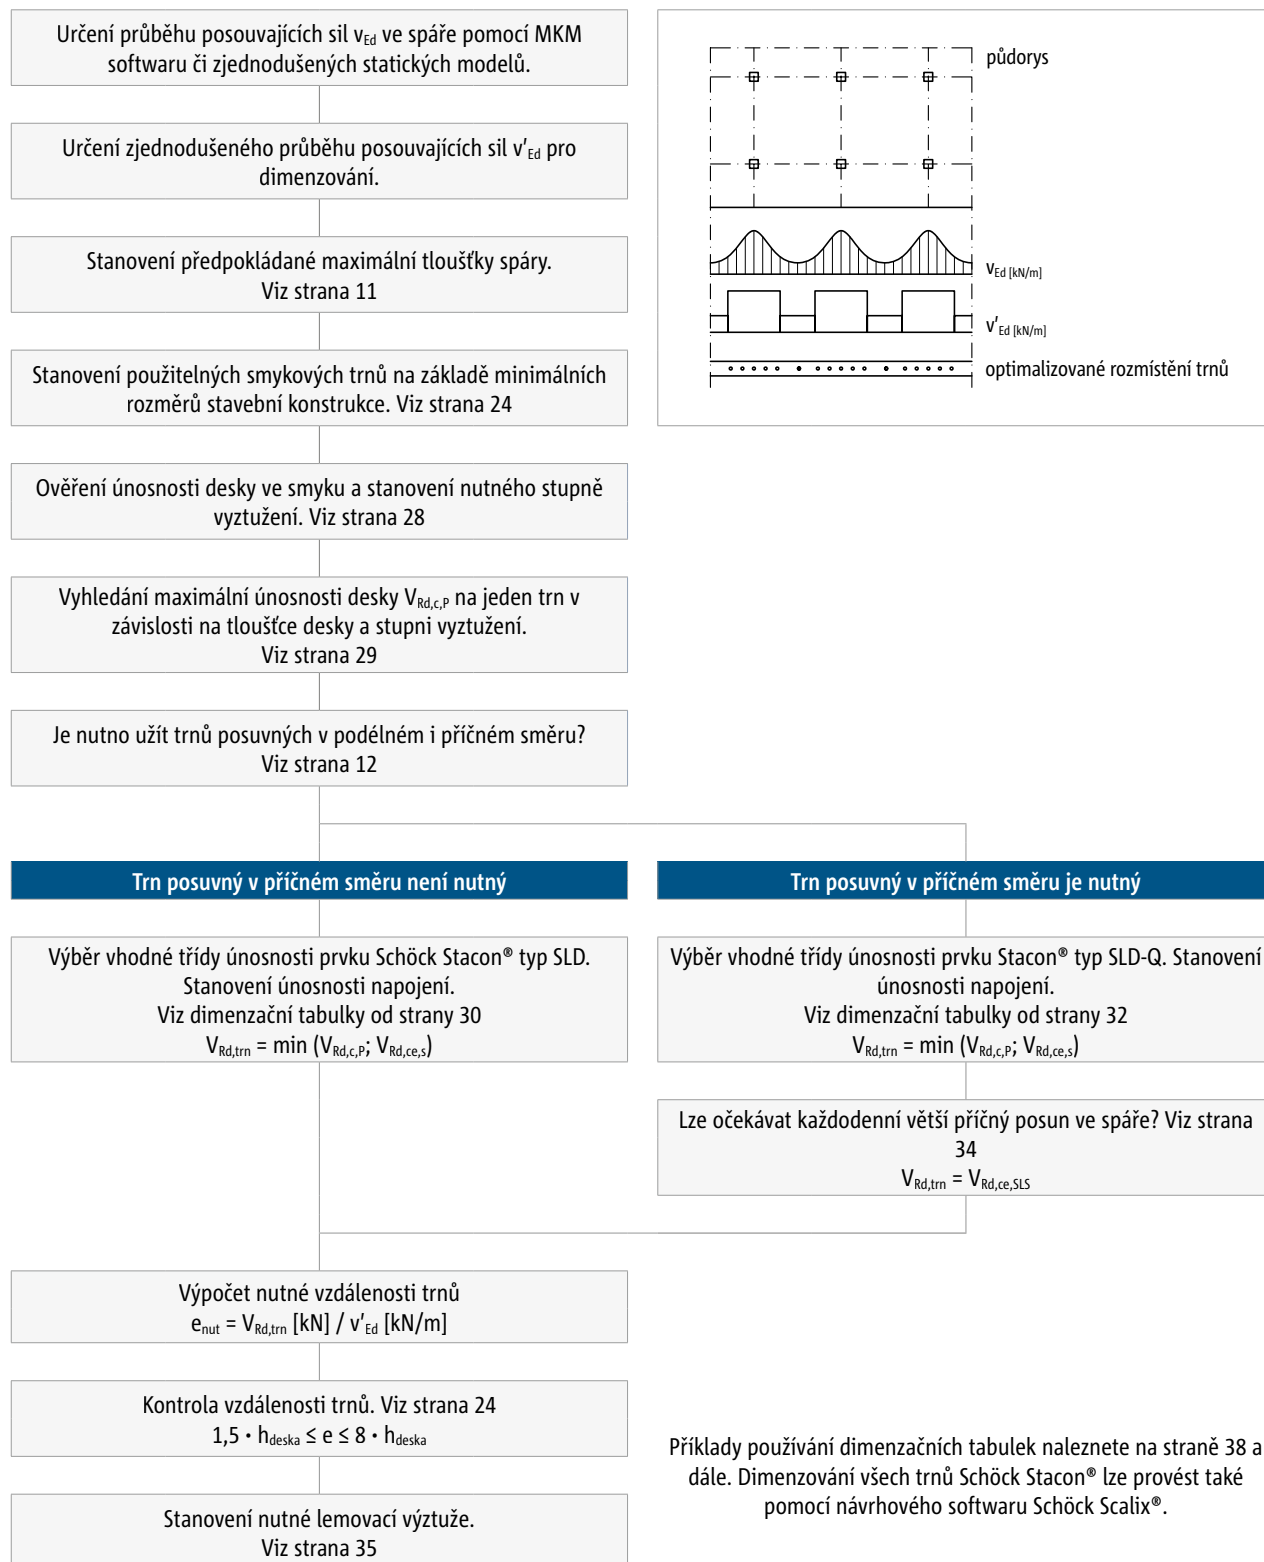 Určení průběhu posouvajících sil vEd ve spáře pomocí MKM
softwaru či zjednodušených statických modelů.
Určení zjednodušeného průběhu posouvajících sil v′Ed pro
dimenzování.
Stanovení předpokládané maximální tloušťky spáry.
Viz strana 11
Stanovení použitelných smykových trnů na základě minimálních
rozměrů stavební konstrukce. Viz strana 24
Ověření únosnosti desky ve smyku a stanovení nutného stupně
vyztužení. Viz strana 28
Vyhledání maximální únosnosti desky VRd,c,P na jeden trn v
závislosti na tloušťce desky a stupni vyztužení.
Viz strana 29
Je nutno užít trnů posuvných v podélném i příčném směru?
Viz strana 12
půdorys
vEd [kN/m]
v′Ed [kN/m]
optimalizované rozmístění trnů
Trn posuvný v příčném směru není nutný
Výběr vhodné třídy únosnosti prvku Schöck Stacon® typ SLD.
Stanovení únosnosti napojení.
Viz dimenzační tabulky od strany 30
VRd,trn = min (VRd,c,P; VRd,ce,s)
Trn posuvný v příčném směru je nutný
Výběr vhodné třídy únosnosti prvku Stacon® typ SLD-Q. Stanovení
únosnosti napojení.
Viz dimenzační tabulky od strany 32
VRd,trn = min (VRd,c,P; VRd,ce,s)
Lze očekávat každodenní větší příčný posun ve spáře? Viz strana
34
VRd,trn = VRd,ce,SLS
Výpočet nutné vzdálenosti trnů
enut = VRd,trn [kN] / v′Ed [kN/m]
Kontrola vzdálenosti trnů. Viz strana 24
1,5 • hdeska ≤ e ≤ 8 • hdeska
Stanovení nutné lemovací výztuže.
Viz strana 35
Příklady používání dimenzačních tabulek naleznete na straně 38 a
dále. Dimenzování všech trnů Schöck Stacon® lze provést také
pomocí návrhového softwaru Schöck Scalix®.